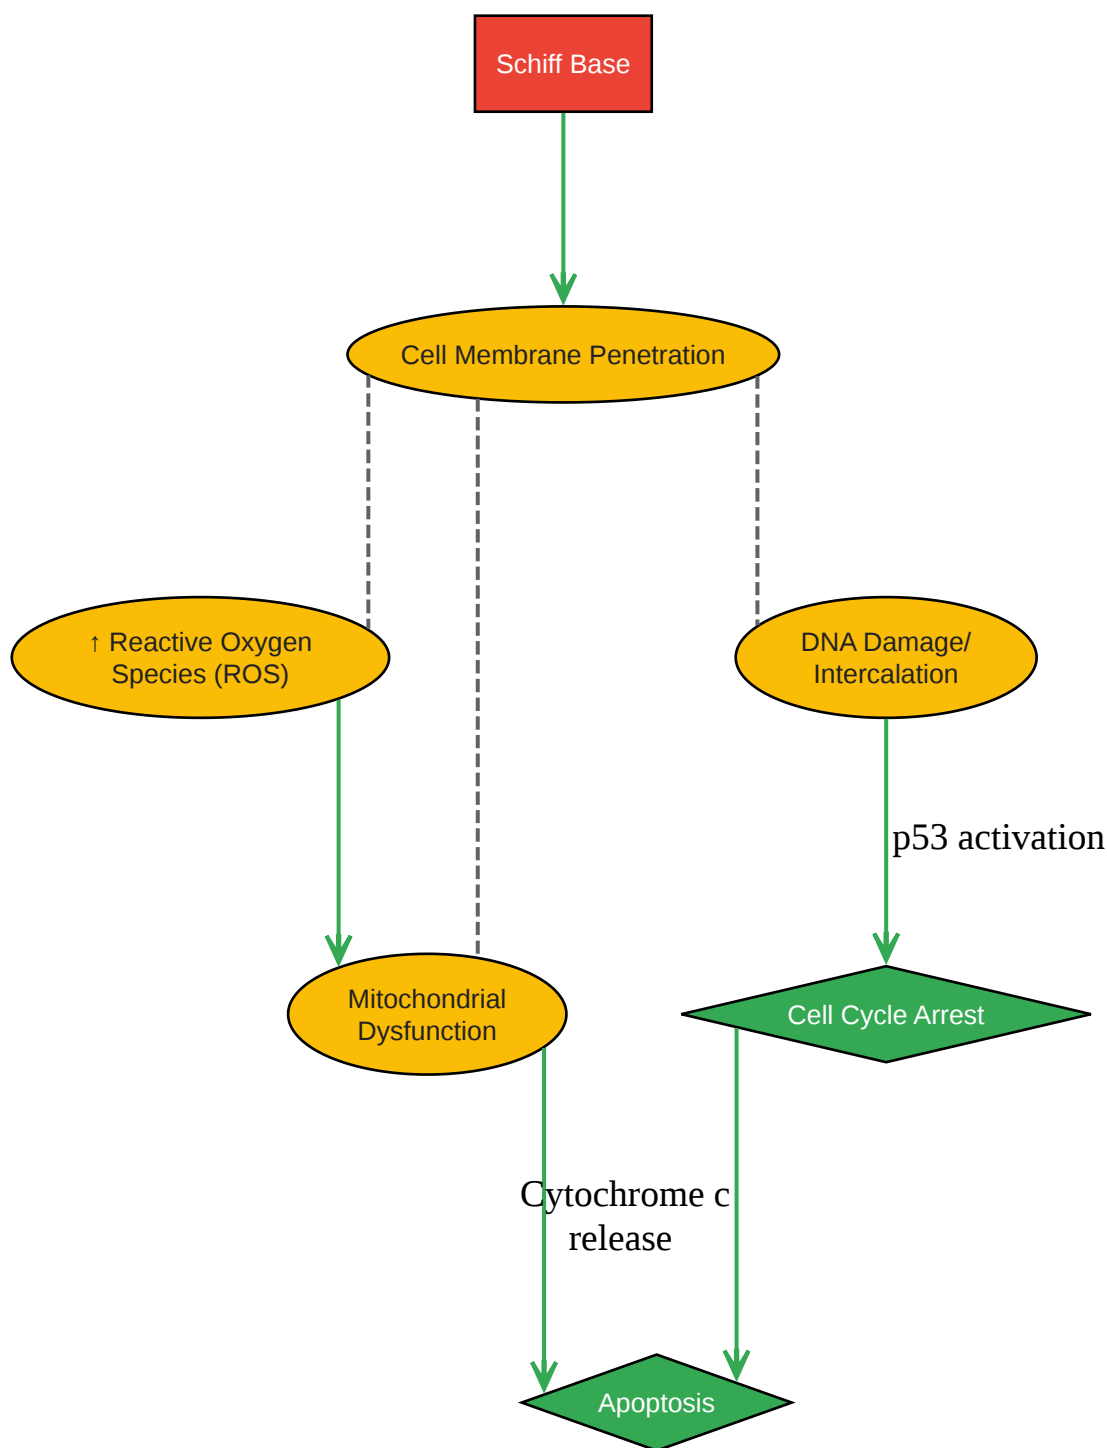 Schiff Base
Cell Membrane Penetration
↑ Reactive Oxygen
Species (ROS)
DNA Damage/
Intercalation
p53 activation
Mitochondrial
Dysfunction
Cell Cycle Arrest
Cytochrome c
release
Apoptosis